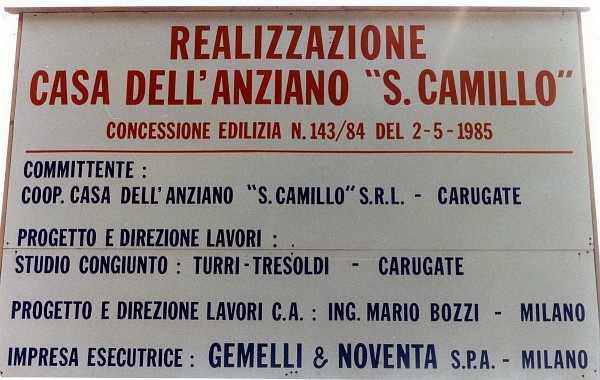 REALIZZAZIONE
CASA DELL'ANZIANO "S. CAMILLO"
CONCESSIONE EDILIZIA N. 143/84 DEL 2-5-1985
COMMITTENTE :
COOP. CASA DELL'ANZIANO "S. CAMILLO" S.R.L. - CARUGATE
PROGETTO E DIREZIONE LAVORI :
STUDIO CONGIUNTO : TURRI-TRESOLDI - CARUGATE
PROGETTO E DIREZIONE LAVORI C.A. : ING. MARIO BOZZI - MILANO
IMPRESA ESECUTRICE : GEMELLI & NOVENTA S.P.A. - MILANO